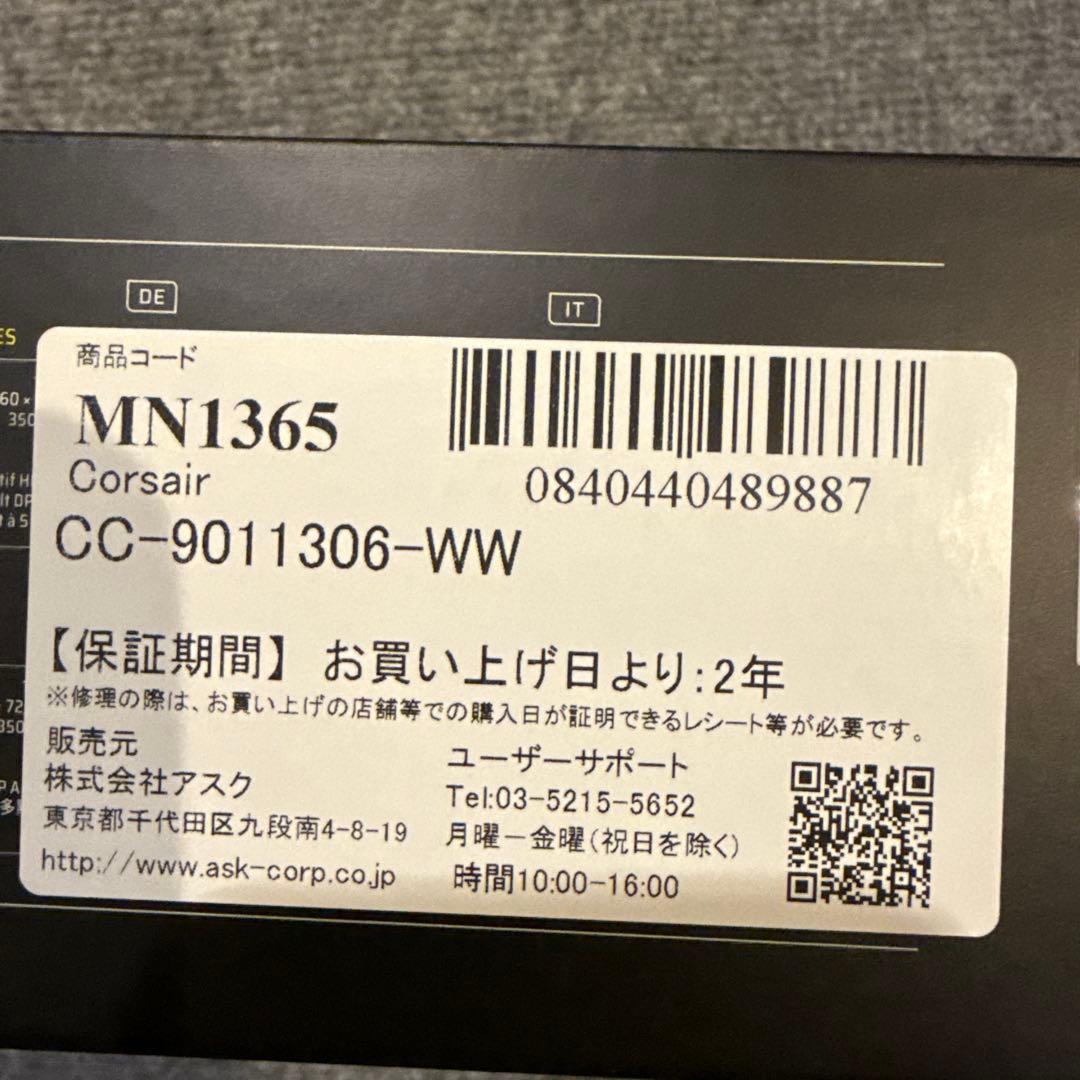 DE
IT
ES
60 ×
350
商品コード
MN1365
Corsair
0840440489887
CC-9011306-WW
【保証期間】 お買い上げ日より:2年
※修理の際は、お買い上げの店舗等での購入日が証明できるレシート等が必要です。
販売元
株式会社アスク
東京都千代田区九段南4-8-19
http://www.ask-corp.co.jp
ユーザーサポート
Tel:03-5215-5652
月曜－金曜(祝日を除く)
時間10:00-16:00